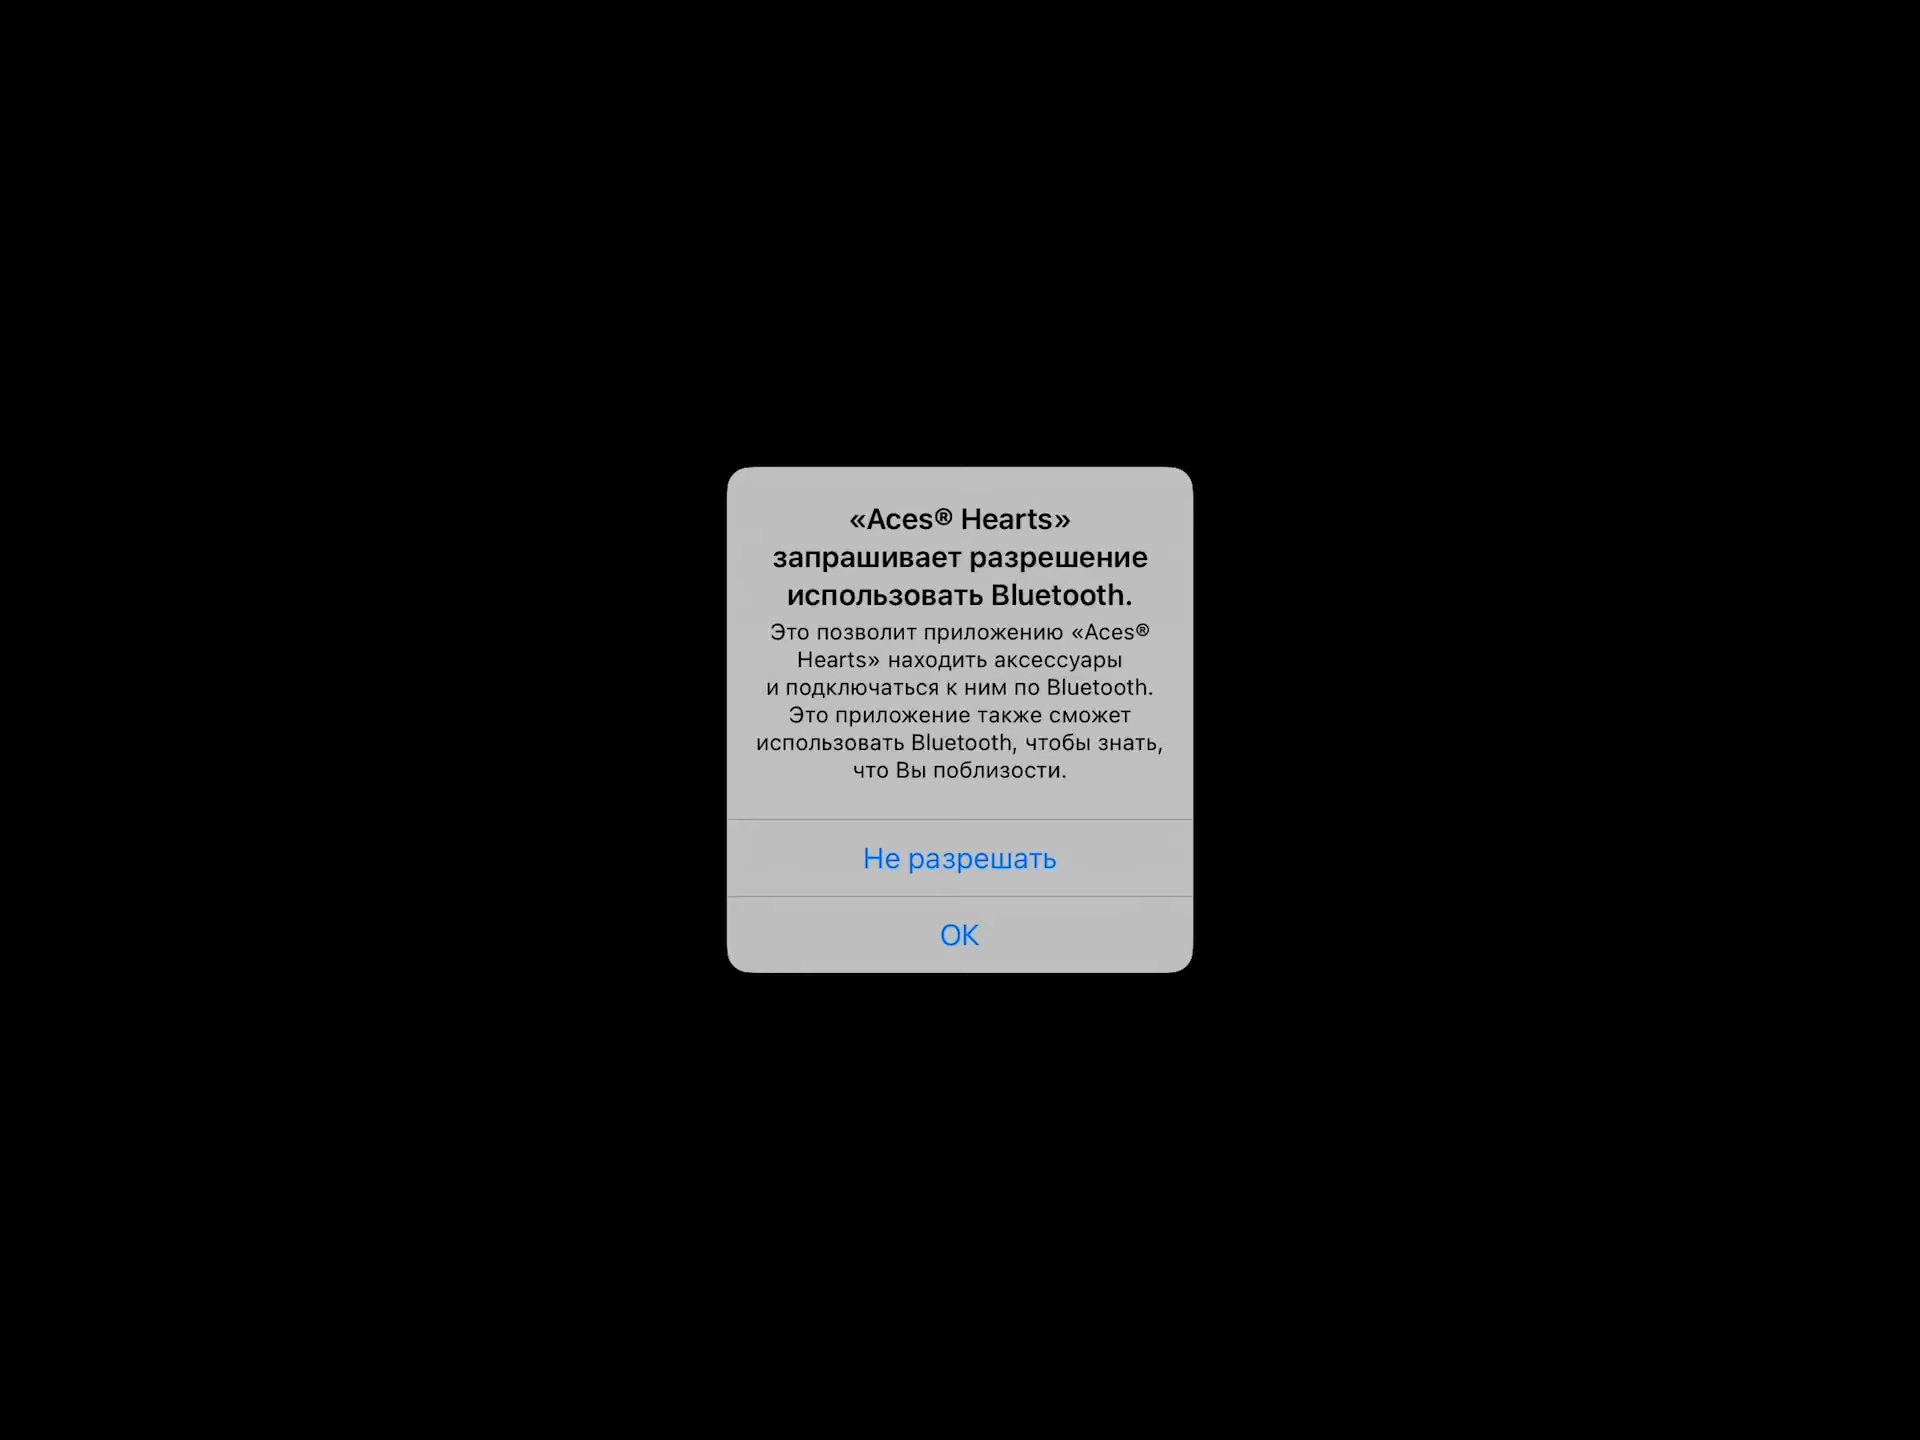 «Aces® Hearts»
запрашивает разрешение
использовать Bluetooth.
Это позволит приложению «Aces®
Hearts» находить аксессуары
и подключаться к ним по Bluetooth.
Это приложение также сможет
использовать Bluetooth, чтобы знать,
что Вы поблизости.
Не разрешать
ОК